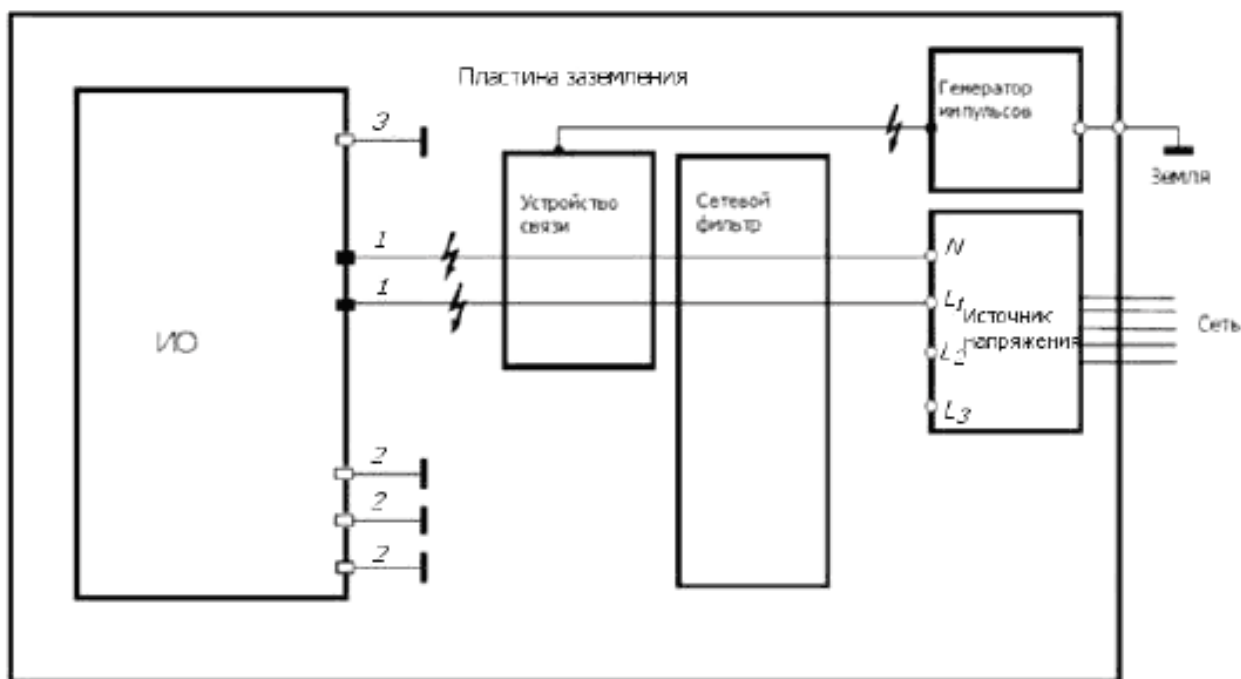 Пластина заземления
Генератор
импульсов
Земля
3
Устройство
связи
Сетевой
фильтр
1
1
N
L1
Источник
напряжения
L2
L3
Сеть
ИО
2
2
2